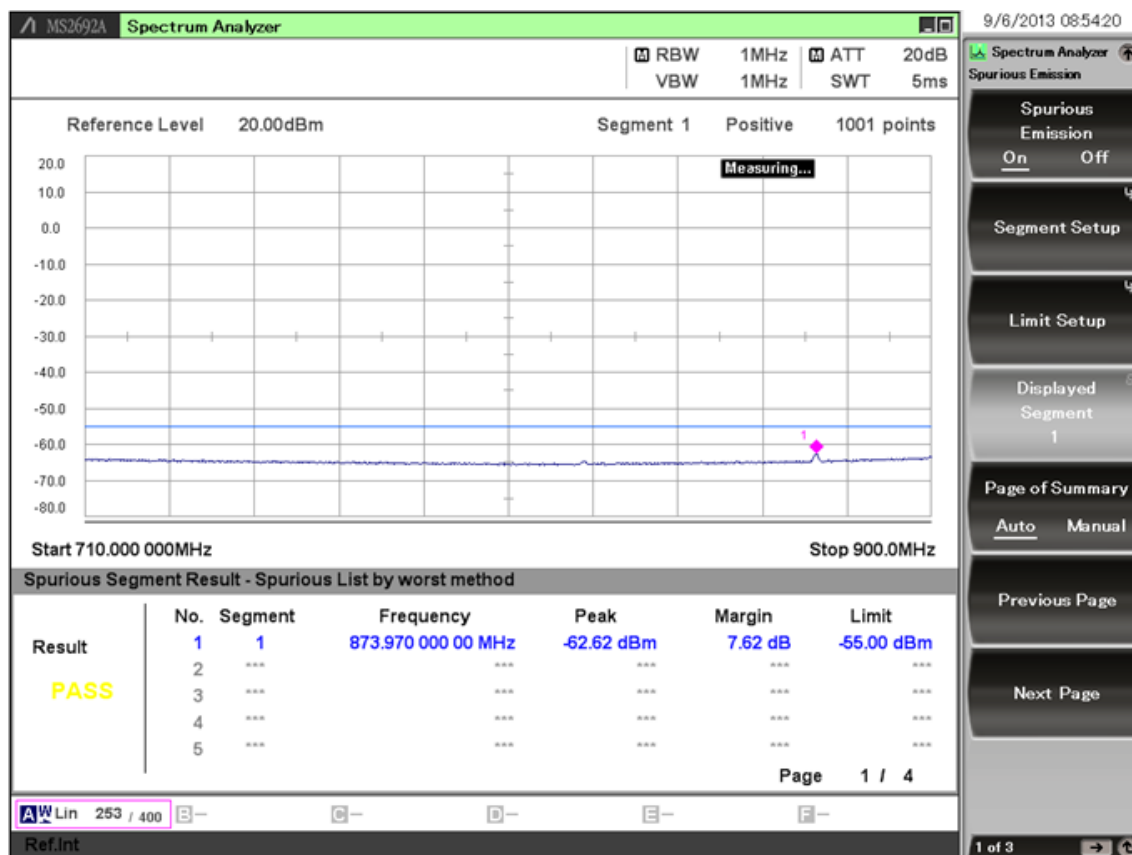 MS2692A Spectrum Analyzer
9/6/2013 08:54:20
M RBW 1MHz M ATT 20dB
VBW 1MHz SWT 5ms
Reference Level 20.00dBm Segment 1 Positive 1001 points
Measuring...
20.0
10.0
0.0
-10.0
-20.0
-30.0
-40.0
-50.0
-60.0
-70.0
-80.0
1
Start 710.000 000MHz Stop 900.0MHz
Spurious Segment Result - Spurious List by worst method
No. Segment Frequency Peak Margin Limit
Result
PASS
1 1 873.970 000 00 MHz -62.62 dBm 7.62 dB -55.00 dBm
2 *** *** *** *** ***
3 *** *** *** *** ***
4 *** *** *** *** ***
5 *** *** *** *** ***
Page 1 / 4
A W Lin 253 / 400 B-- C-- D-- E-- F--
Ref.Int
Spectrum Analyzer
Spurious Emission
Spurious
Emission
On Off
Segment Setup
Limit Setup
Displayed
Segment
1
Page of Summary
Auto Manual
Previous Page
Next Page
1 of 3